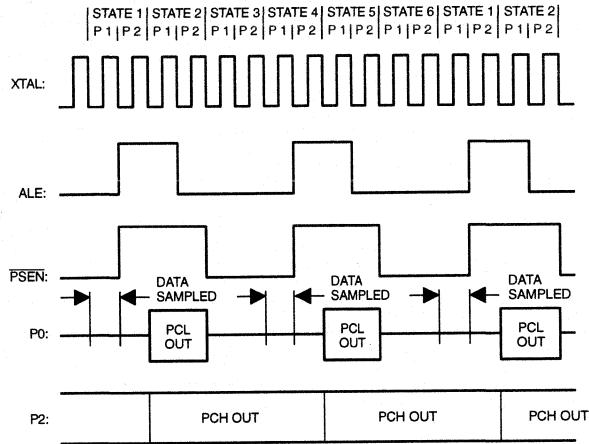 STATE 1 STATE 2 STATE 3 STATE 4 STATE 5 STATE 6 STATE 1 STATE 2
P1 P2 P1 P2 P1 P2 P1 P2 P1 P2 P1 P2 P1 P2 P1 P2
XTAL:
ALE:
PSEN:
DATA SAMPLED
DATA SAMPLED
DATA SAMPLED
P0:
PCL OUT
PCL OUT
PCL OUT
P2:
PCH OUT
PCH OUT
PCH OUT